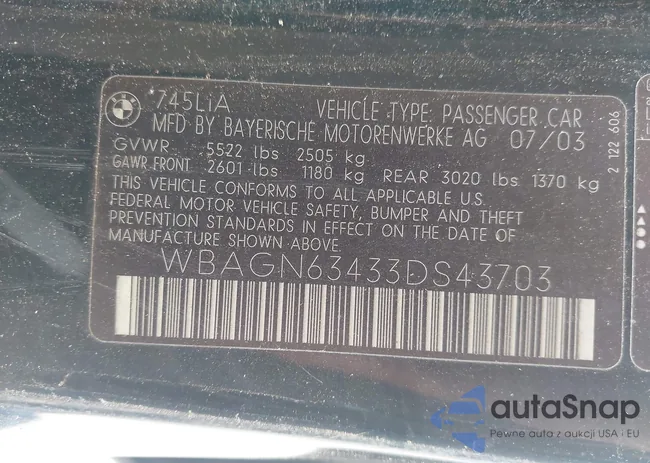 745LiA VEHICLE TYPE: PASSENGER CAR
MFD BY BAYERISCHE MOTORENWERKE AG 07/03
GVWR 5522 lbs 2505 kg
GAWR FRONT 2601 lbs 1180 kg REAR 3020 lbs 1370 kg
THIS VEHICLE CONFORMS TO ALL APPLICABLE U.S.
FEDERAL MOTOR VEHICLE SAFETY, BUMPER AND THEFT
PREVENTION STANDARDS IN EFFECT ON THE DATE OF
MANUFACTURE SHOWN ABOVE.
WBAGN63433DS43703
2 122 606
autaSnap
Pewne auta z aukcji USA i EU